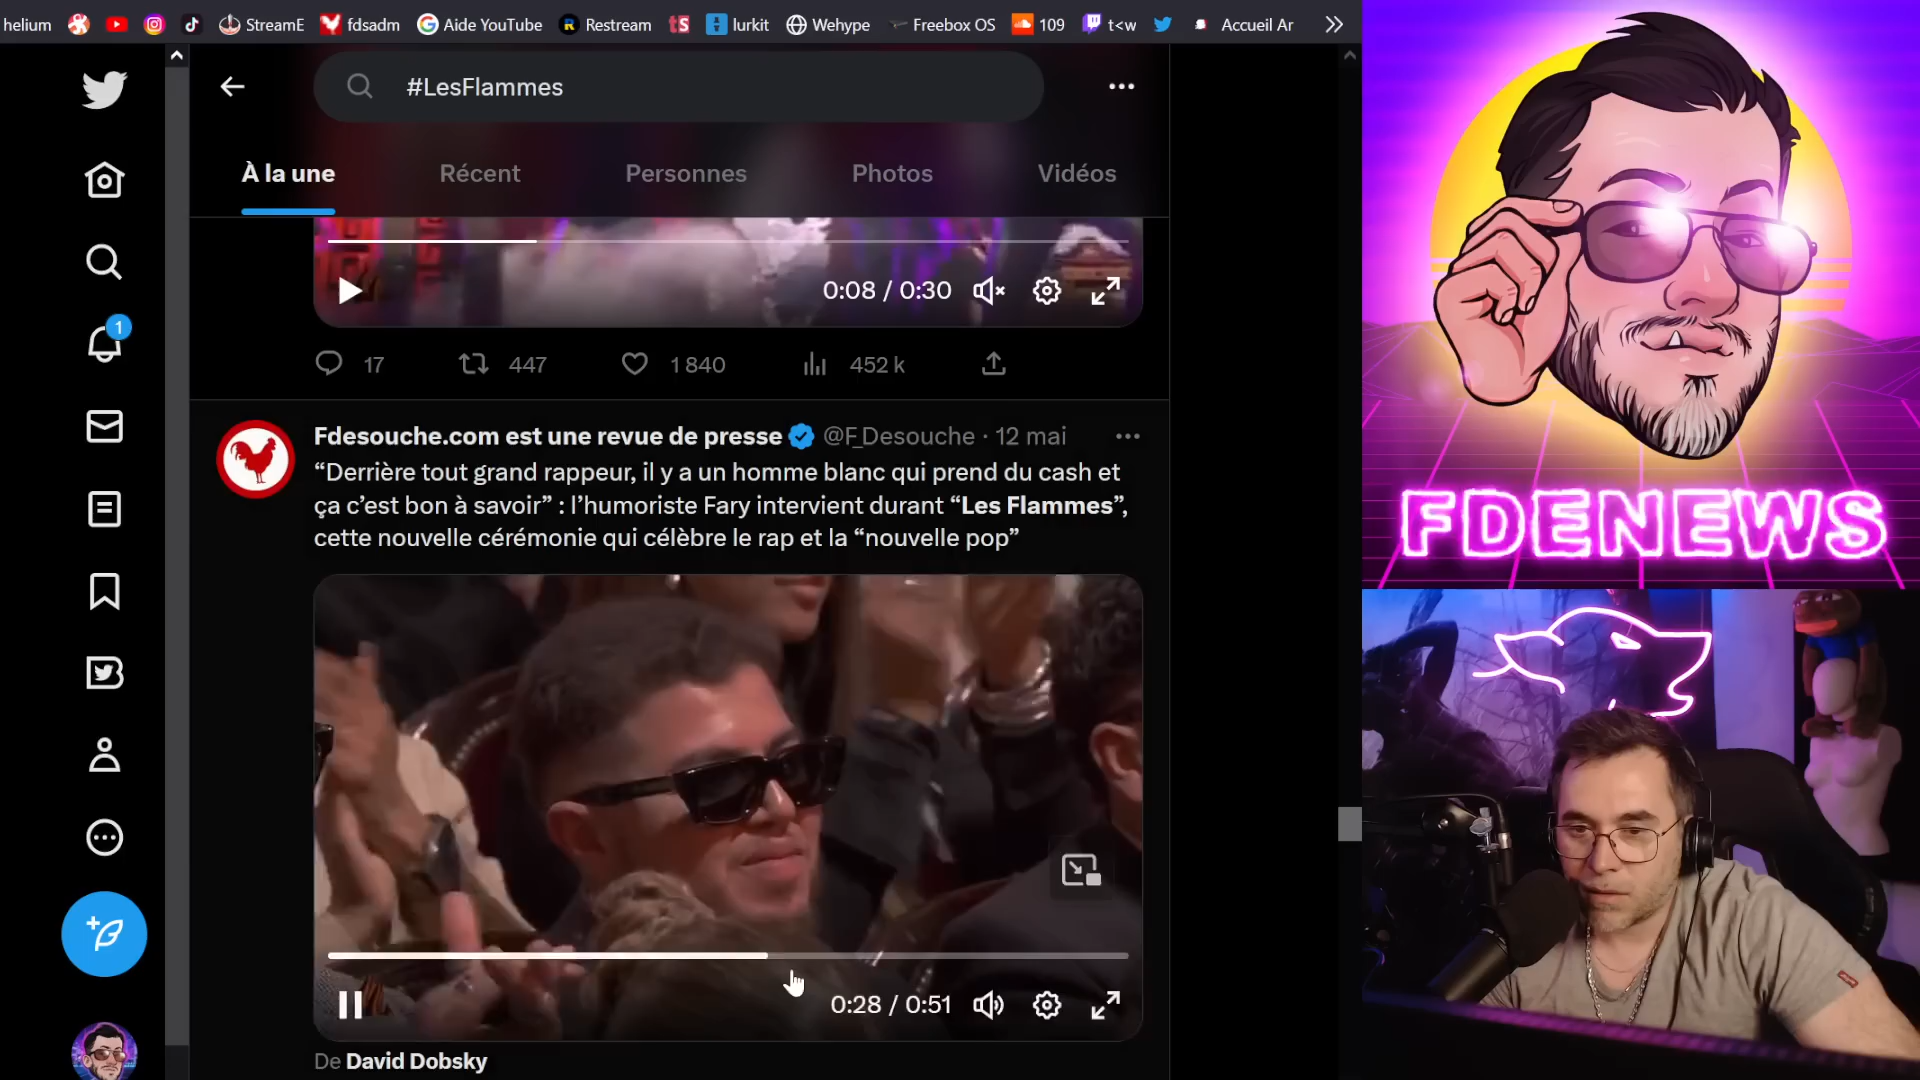 helium
StreamE
fdsadm
Aide YouTube
Restream
lurkit
Wehype
Freebox OS
109
t<w
Accueil Ar
#LesFlammes
À la une
Récent
Personnes
Photos
Vidéos
0:08 / 0:30
17
447
1 840
452 k
1
Fdesouche.com est une revue de presse @F_Desouche · 12 mai
“Derrière tout grand rappeur, il y a un homme blanc qui prend du cash et
ça c’est bon à savoir” : l’humoriste Fary intervient durant “Les Flammes”,
cette nouvelle cérémonie qui célèbre le rap et la “nouvelle pop”
0:28 / 0:51
De David Dobsky
FDENEWS